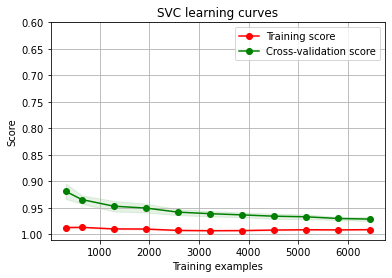 SVC learning curves
0.60
0.65
0.70
0.75
0.80
0.85
0.90
0.95
1.00
Score
Training score
Cross-validation score
1000 2000 3000 4000 5000 6000
Training examples